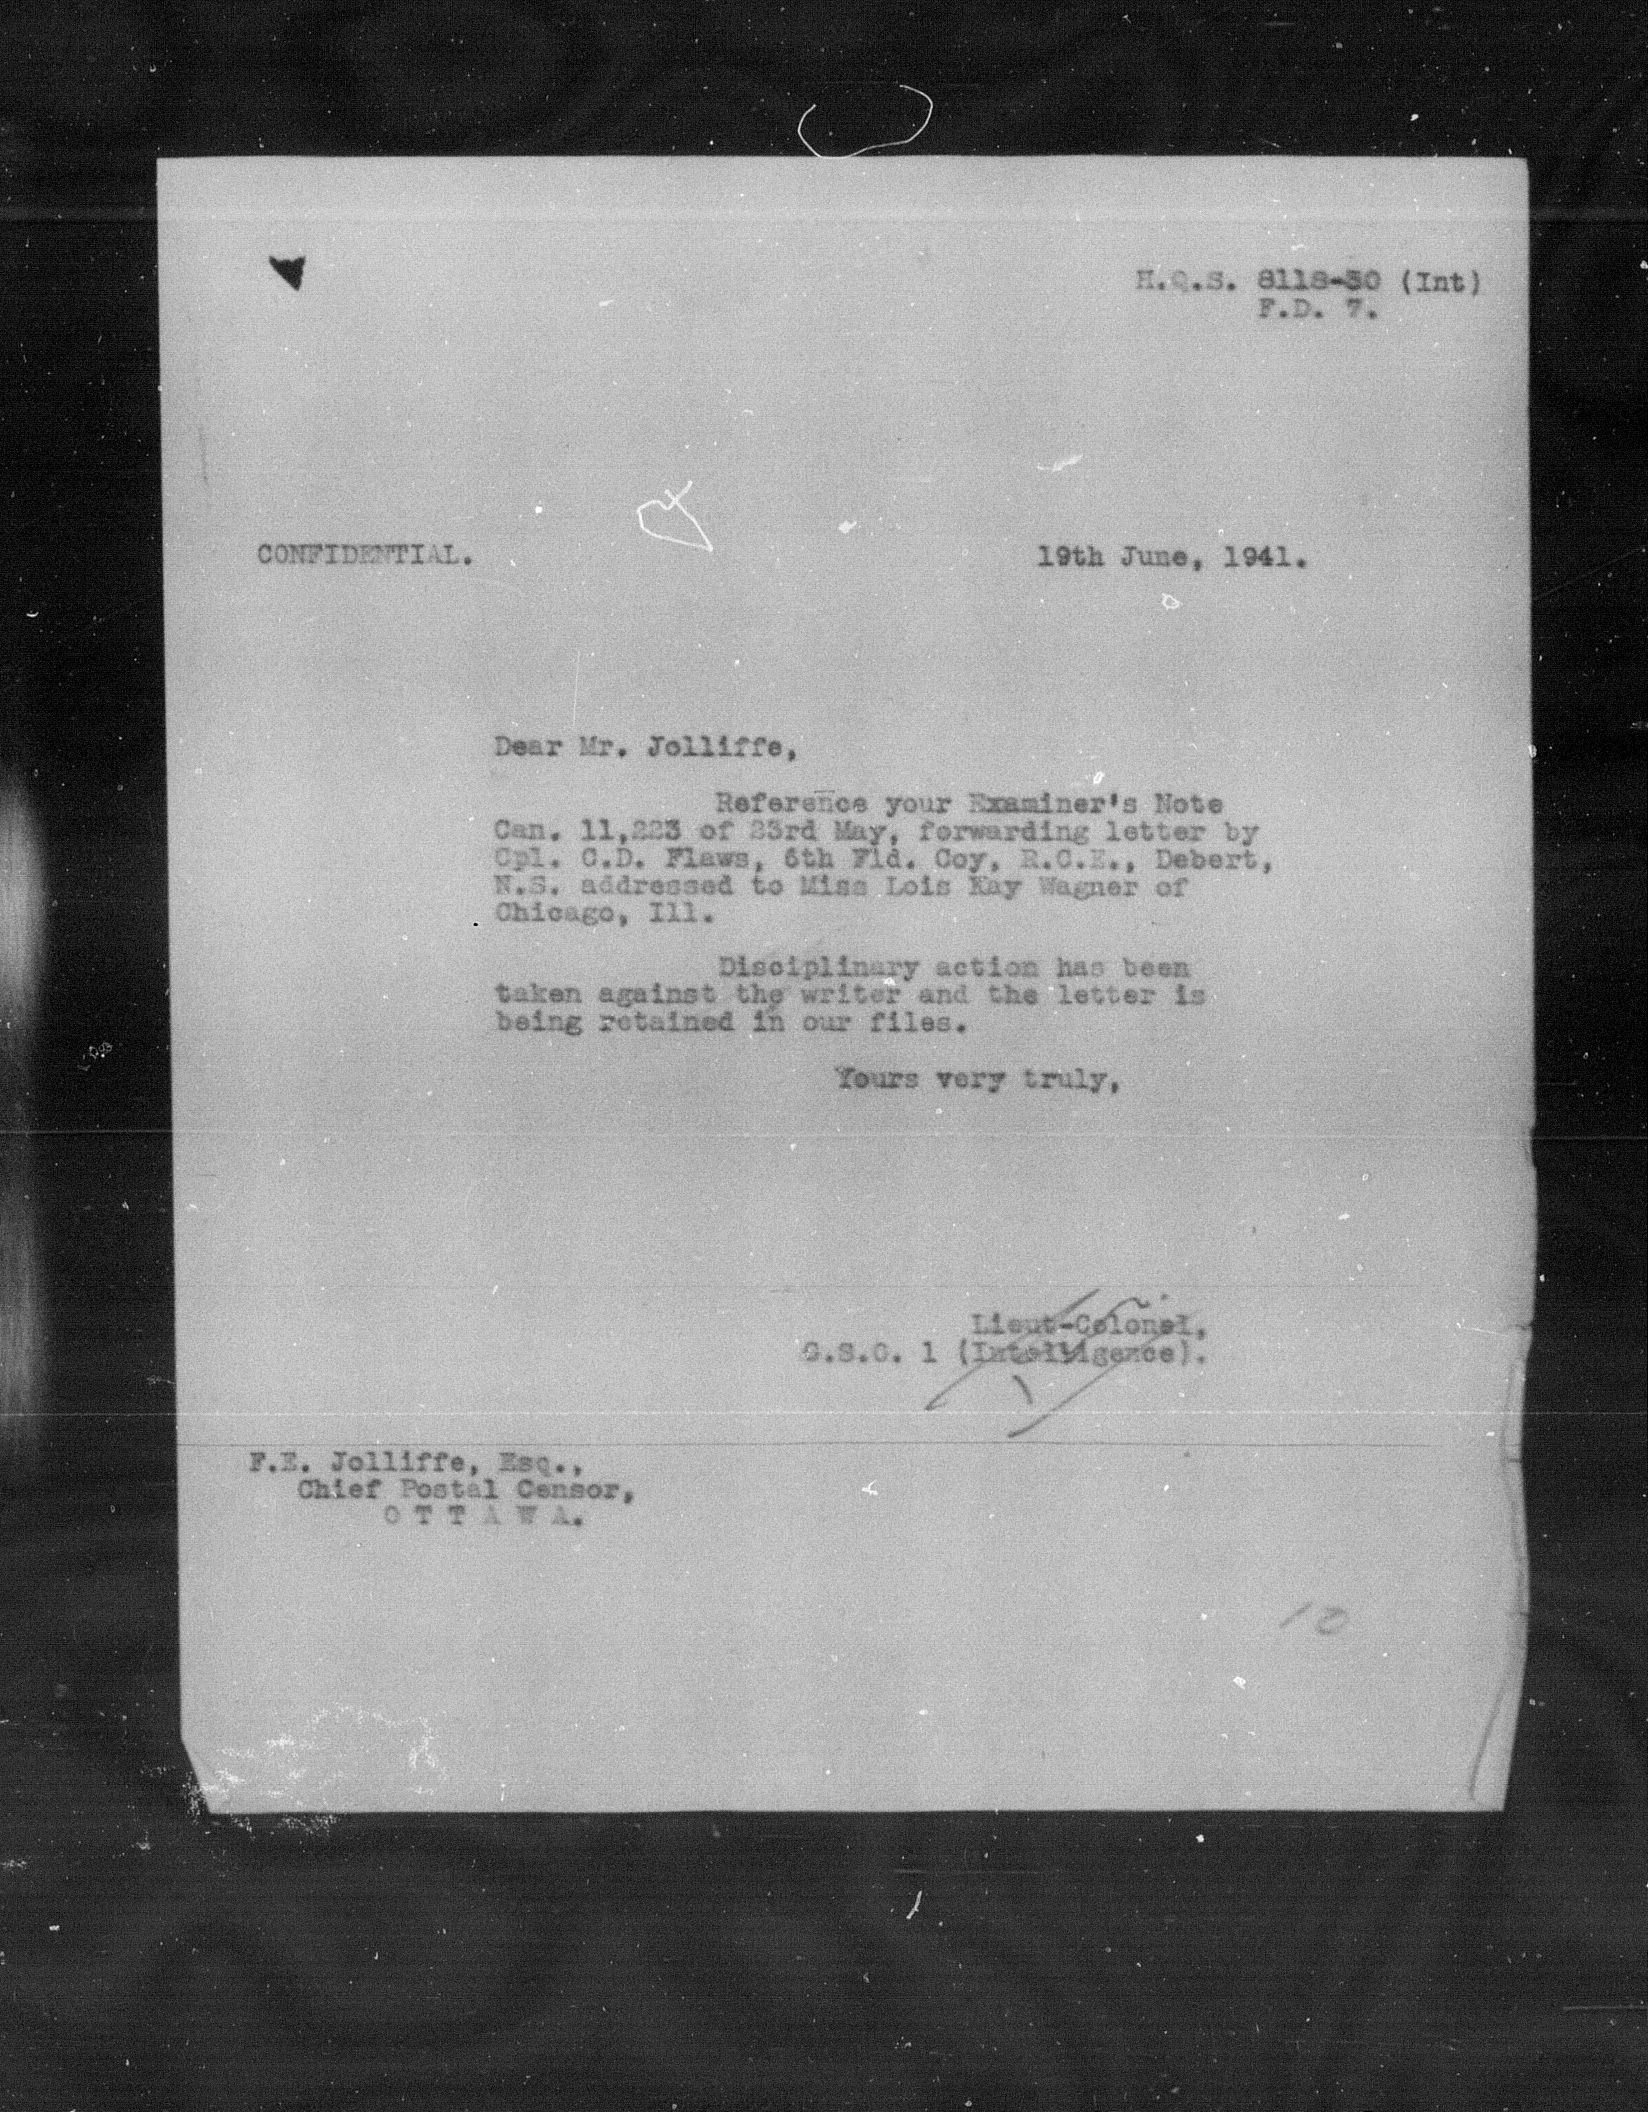 H.Q.S. 8118-30 (Int)
F.D. 7.
CONFIDENTIAL.
19th June, 1941.
Dear Mr. Jolliffe,
Reference your Examiner's Note
Can. 11,223 of 23rd May, forwarding letter by
Cpl. C.D. Flaws, 6th Fld. Coy, R.C.E., Debert,
N.S. addressed to Miss Lois Kay Wagner of
Chicago, Ill.
Disciplinary action has been
taken against the writer and the letter is
being retained in our files.
Yours very truly,
Lieut-Colonel,
G.S.O. 1 (Intelligence).
F.E. Jolliffe, Esq.,
Chief Postal Censor,
O T T A W A.
10